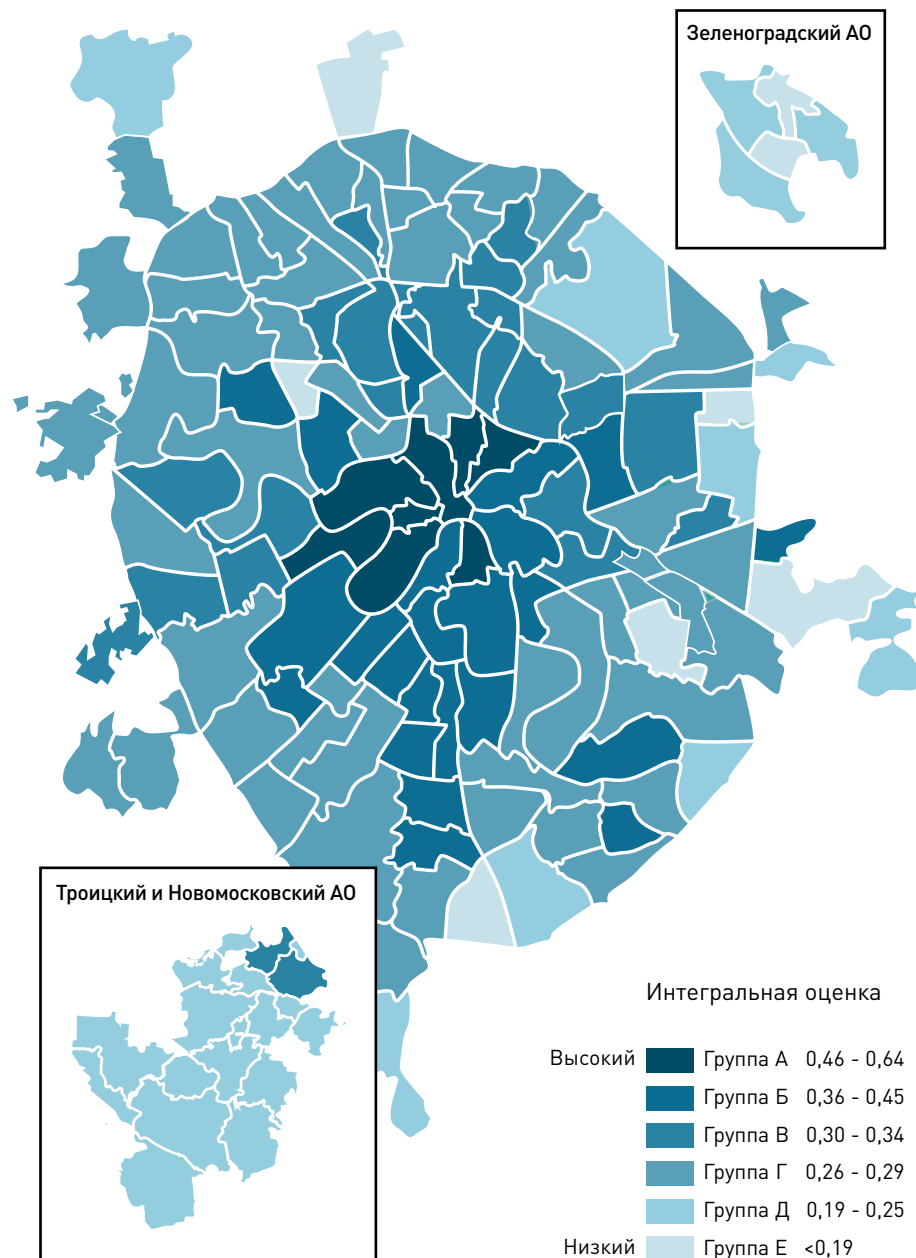 Зеленоградский АО
Троицкий и Новомосковский АО
Интегральная оценка
Высокий Группа А 0,46 - 0,64
Группа Б 0,36 - 0,45
Группа В 0,30 - 0,34
Группа Г 0,26 - 0,29
Группа Д 0,19 - 0,25
Низкий Группа Е <0,19